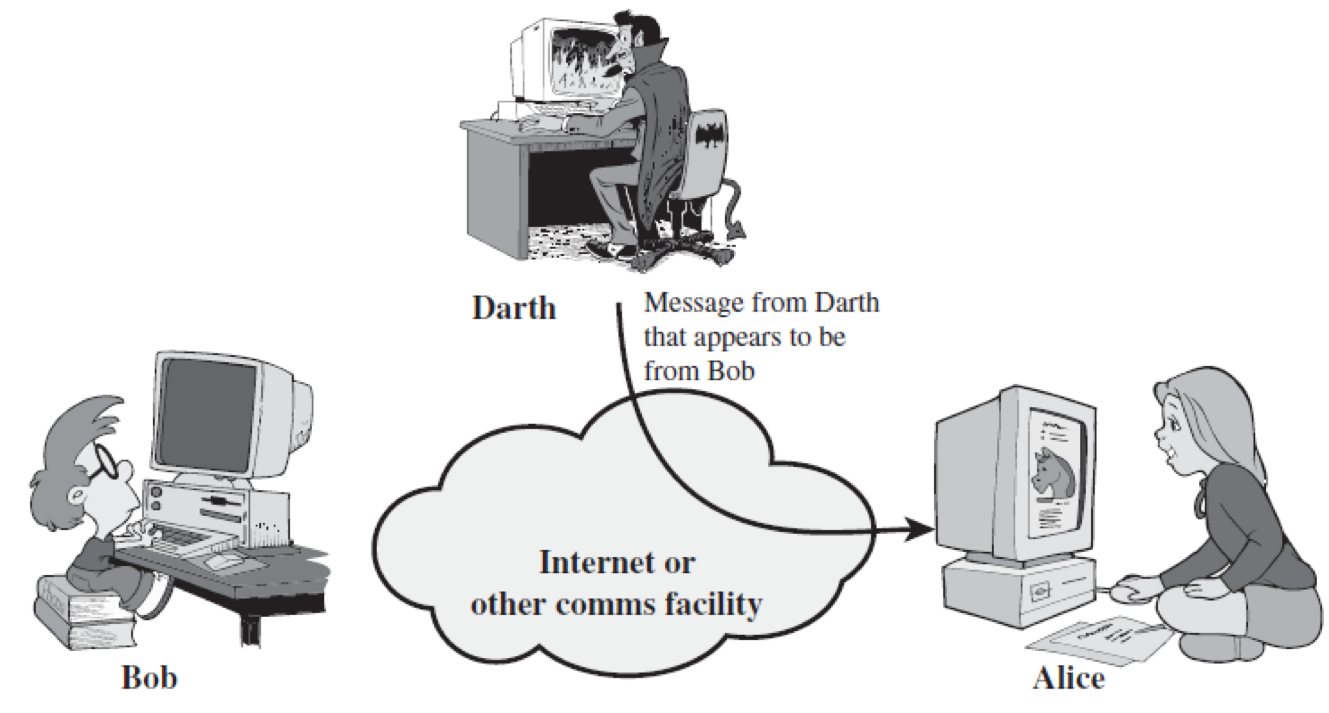 Darth
Message from Darth
that appears to be
from Bob
Internet or
other comms facility
Bob
Alice